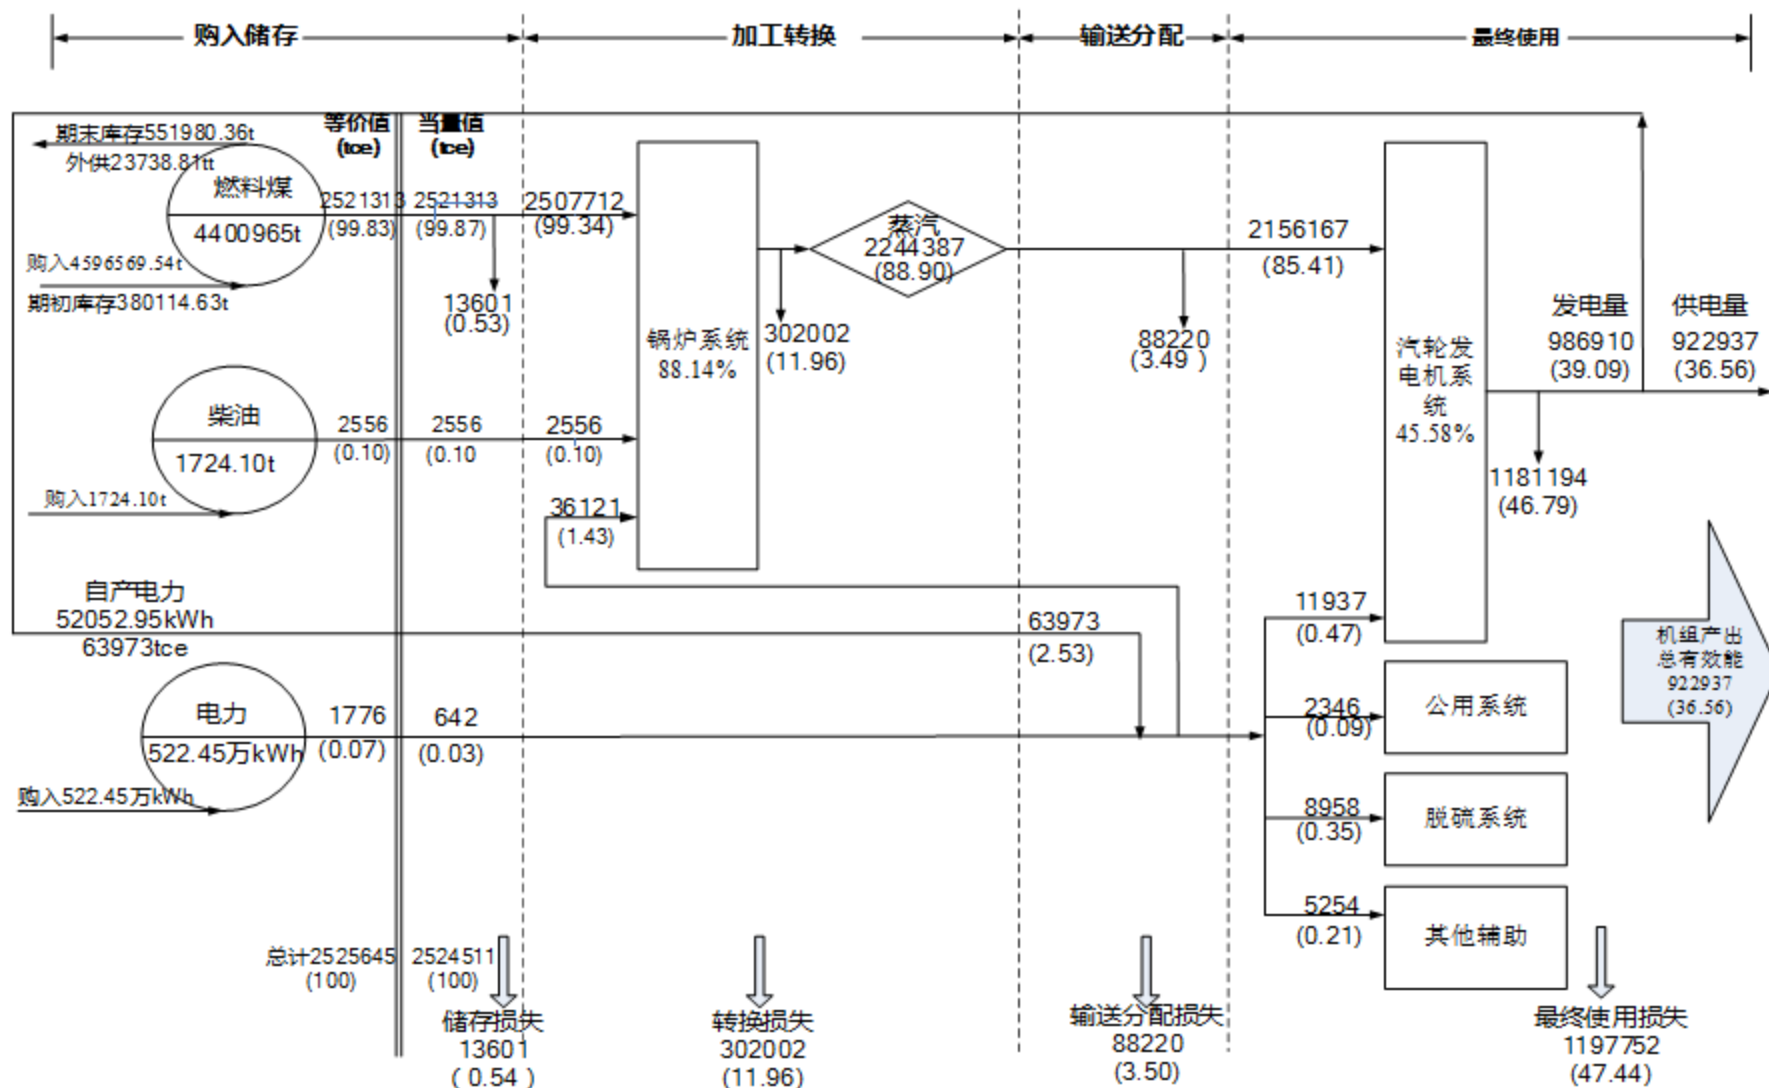 购入储存
加工转换
输送分配
最终使用
期末库存551980.36t
外供23738.81tt
燃料煤
4400965t
购入4596569.54t
期初库存380114.63t
等价值
(tce)
当量值
(tce)
2521313
(99.83)
2521313
(99.87)
2507712
(99.34)
13601
(0.53)
锅炉系统
88.14%
302002
(11.96)
蒸汽
2244387
(88.90)
88220
(3.49 )
2156167
(85.41)
汽轮发
电机系
统
45.58%
发电量
986910
(39.09)
供电量
922937
(36.56)
1181194
(46.79)
柴油
1724.10t
购入1724.10t
2556
(0.10)
2556
(0.10
2556
(0.10)
36121
(1.43)
自产电力
52052.95kWh
63973tce
63973
(2.53)
11937
(0.47)
机组产出
总有效能
922937
(36.56)
电力
522.45万kWh
购入522.45万kWh
1776
(0.07)
642
(0.03)
2346
(0.09)
公用系统
8958
(0.35)
脱硫系统
5254
(0.21)
其他辅助
总计2525645
(100)
2524511
(100)
储存损失
13601
( 0.54 )
转换损失
302002
(11.96)
输送分配损失
88220
(3.50)
最终使用损失
1197752
(47.44)